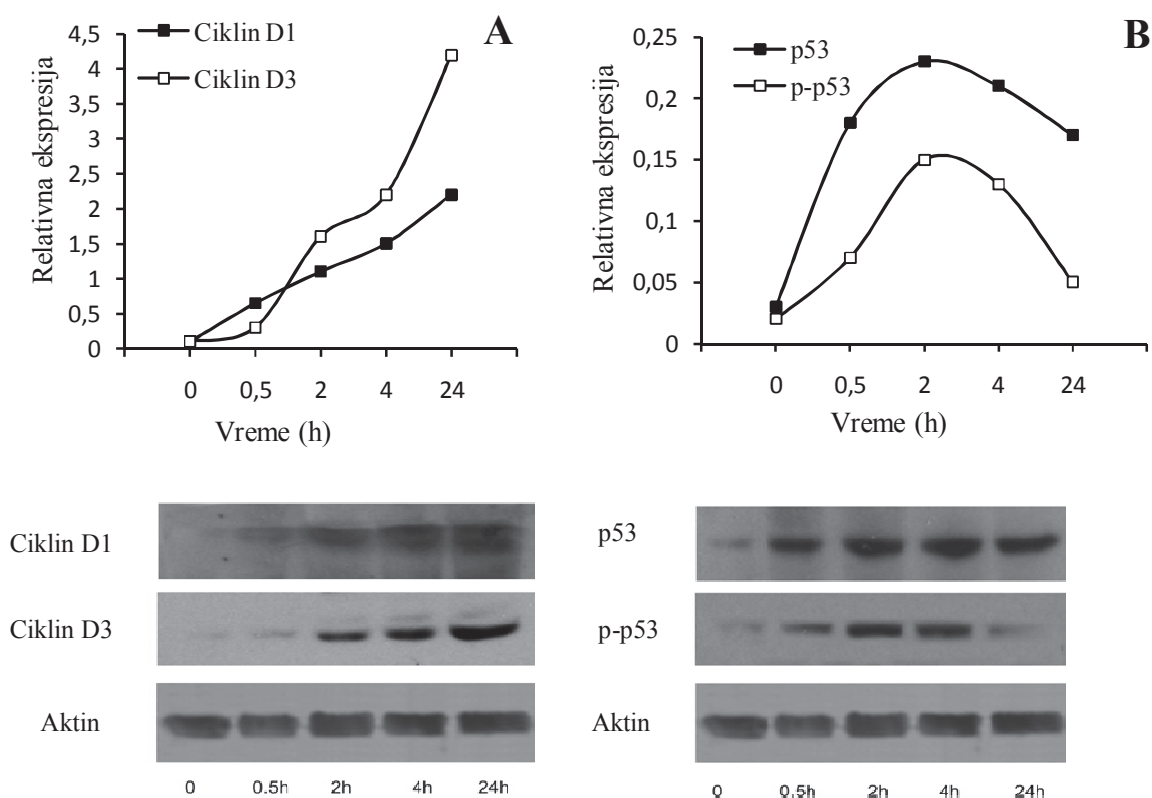 A
Ciklin D1
Ciklin D3
Relativna ekspresija
4,5
4
3,5
3
2,5
2
1,5
1
0,5
0
0 0,5 2 4 24
Vreme (h)
B
p53
p-p53
Relativna ekspresija
0,25
0,2
0,15
0,1
0,05
0
0 0,5 2 4 24
Vreme (h)
Ciklin D1
Ciklin D3
Aktin
0 0.5h 2h 4h 24h
p53
p-p53
Aktin
0 0,5h 2h 4h 24h